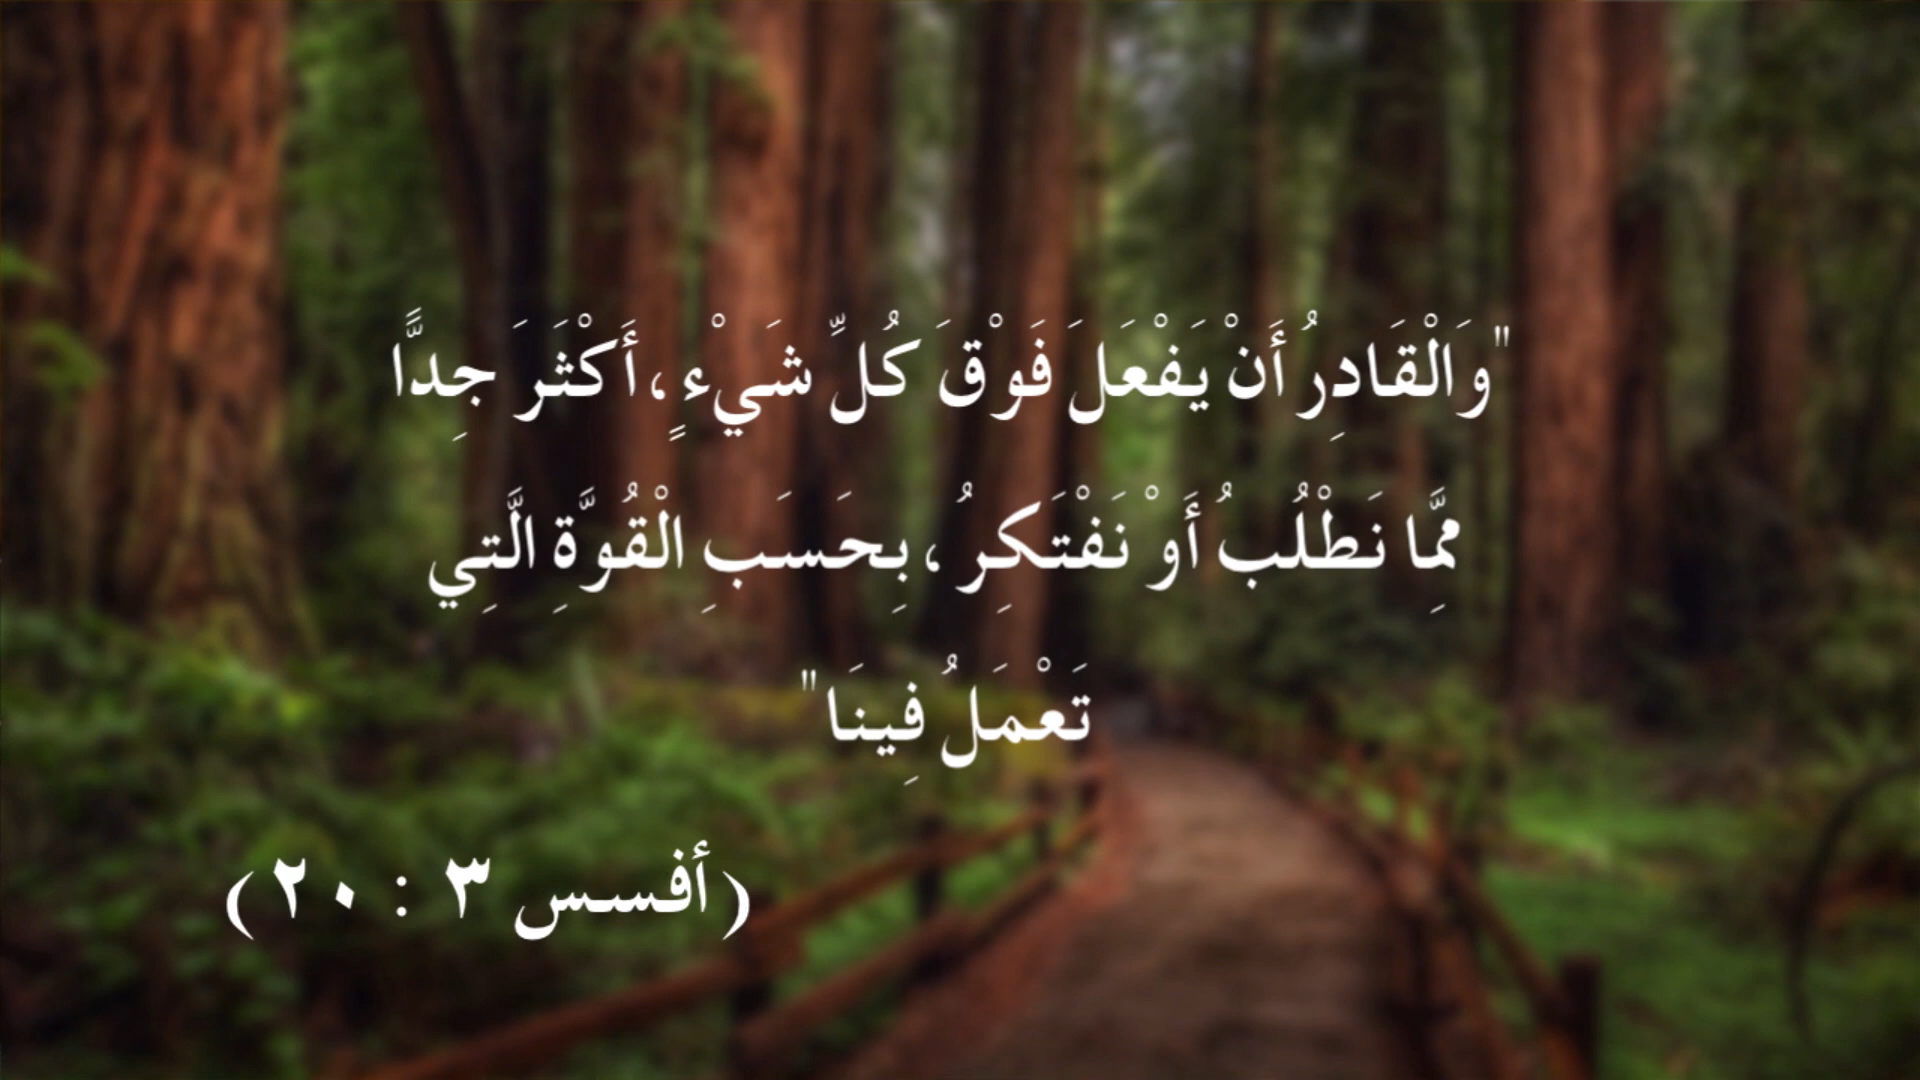 "وَالْقَادِرُ أَنْ يَفْعَلَ فَوْقَ كُلِّ شَيْءٍ، أَكْثَرَ جِدًّا
مِمَّا نَطْلُبُ أَوْ نَفْتَكِرُ، بِحَسَبِ الْقُوَّةِ الَّتِي
تَعْمَلُ فِينَا"
(أفسس ٣ : ٢٠)